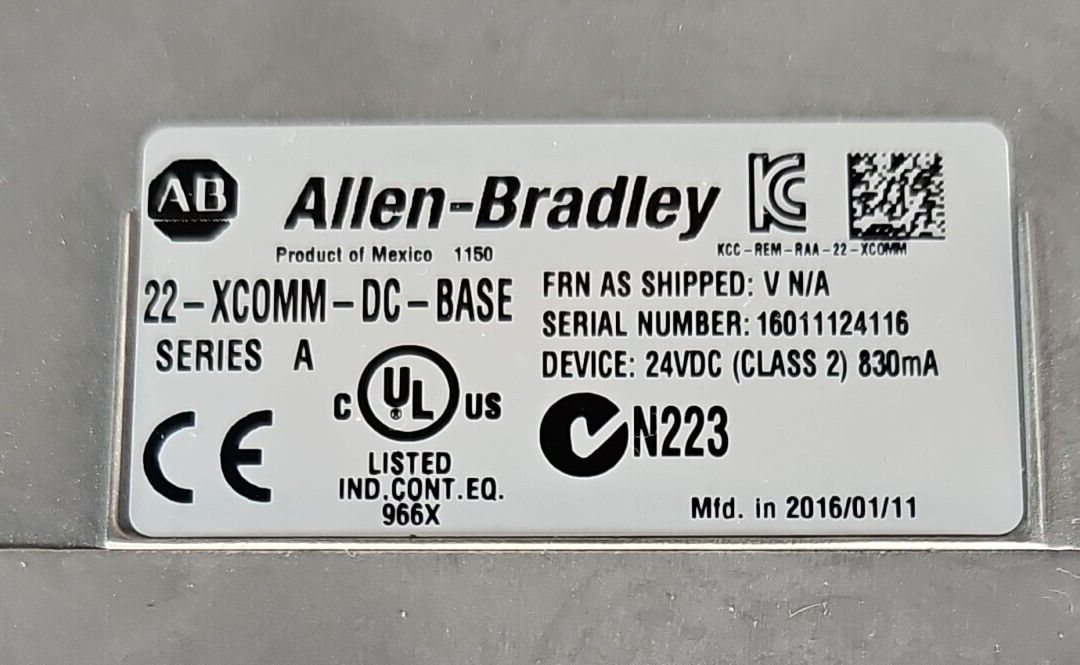 AB Allen-Bradley
KCC-REM-RAA-22-XCOMM
Product of Mexico 1150
22-XCOMM-DC-BASE
SERIES A
FRN AS SHIPPED: V N/A
SERIAL NUMBER: 16011124116
DEVICE: 24VDC (CLASS 2) 830mA
C UL® US
LISTED
IND.CONT.EQ.
966X
CE
N223
Mfd. in 2016/01/11